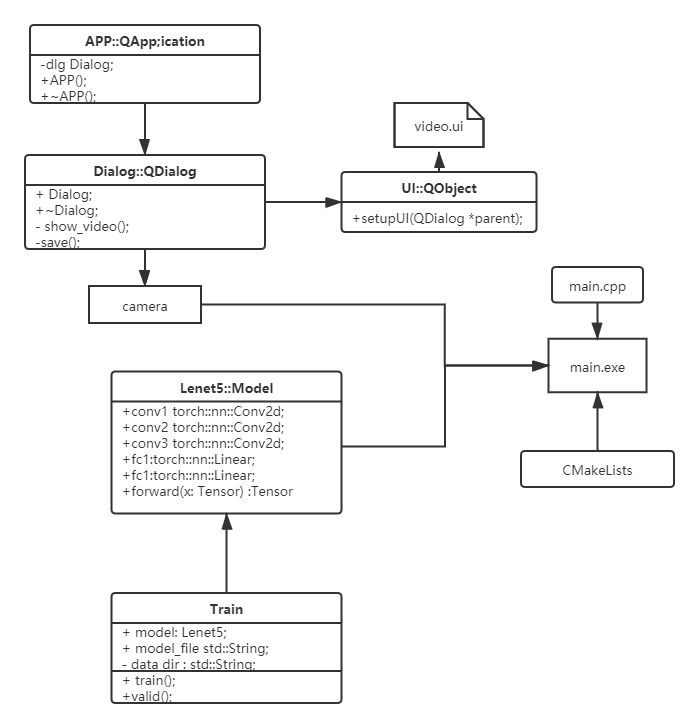 APP::QApp;ication
-dlg Dialog;
+APP();
+~APP();
Dialog::QDialog
+ Dialog;
+~Dialog;
- show_video();
-save();
video.ui
UI::QObject
+setupUI(QDialog *parent);
camera
main.cpp
main.exe
CMakeLists
Lenet5::Model
+conv1 torch::nn::Conv2d;
+conv2 torch::nn::Conv2d;
+conv3 torch::nn::Conv2d;
+fc1:torch::nn::Linear;
+fc1:torch::nn::Linear;
+forward(x: Tensor) :Tensor
Train
+ model: Lenet5;
+ model_file std::String;
- data dir : std::String;
+ train();
+valid();